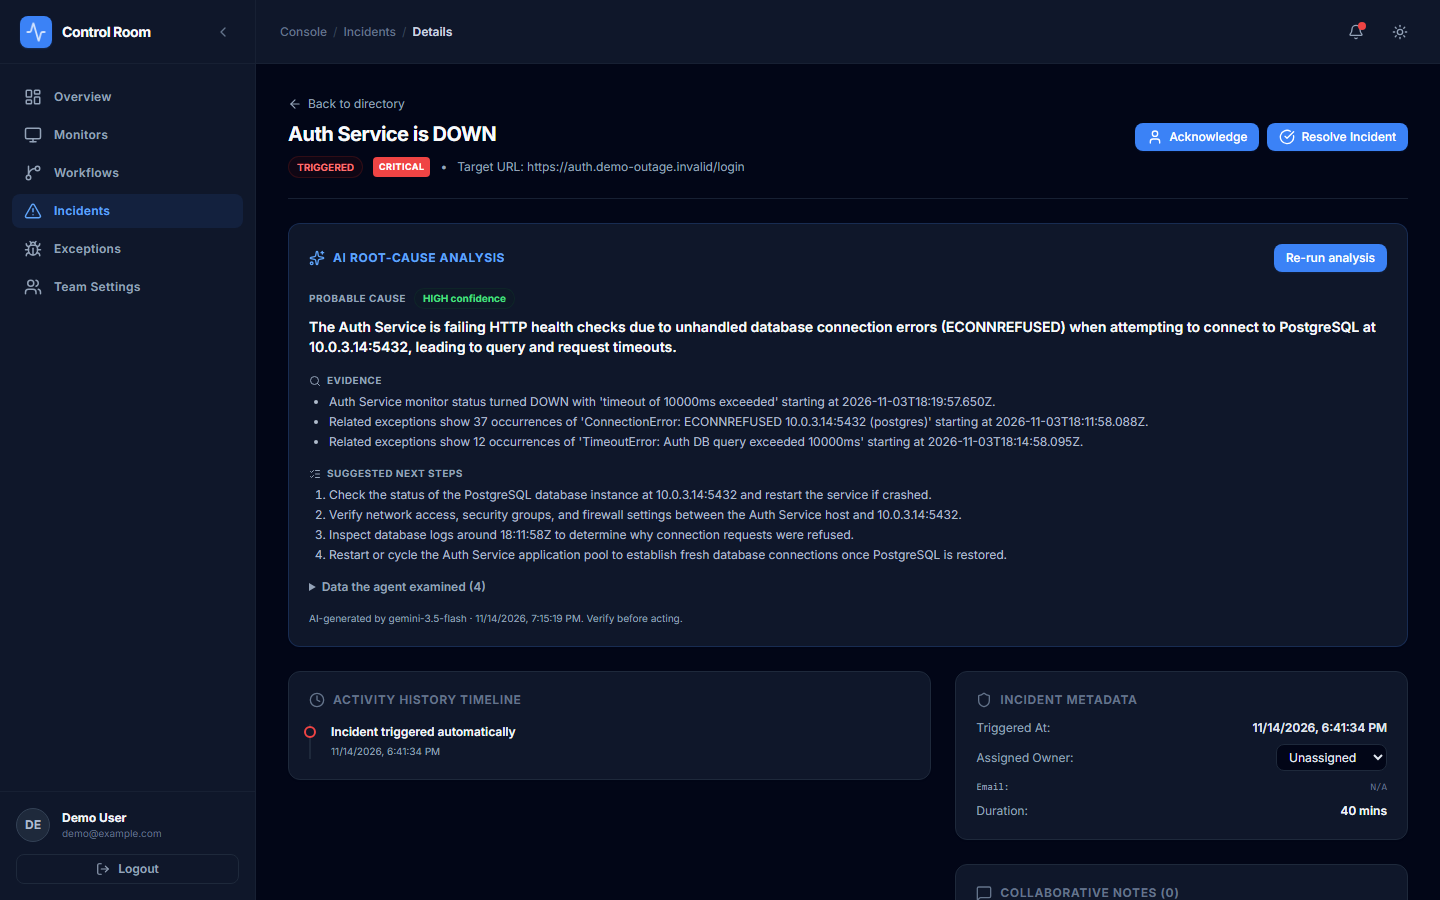 Control Room
Console / Incidents / Details
Overview
Monitors
Workflows
Incidents
Exceptions
Team Settings
Back to directory
Auth Service is DOWN
Acknowledge
Resolve Incident
TRIGGERED CRITICAL • Target URL: https://auth.demo-outage.invalid/login
AI ROOT-CAUSE ANALYSIS
Re-run analysis
PROBABLE CAUSE HIGH confidence
The Auth Service is failing HTTP health checks due to unhandled database connection errors (ECONNREFUSED) when attempting to connect to PostgreSQL at
10.0.3.14:5432, leading to query and request timeouts.
EVIDENCE
• Auth Service monitor status turned DOWN with 'timeout of 10000ms exceeded' starting at 2026-11-03T18:19:57.650Z.
• Related exceptions show 37 occurrences of 'ConnectionError: ECONNREFUSED 10.0.3.14:5432 (postgres)' starting at 2026-11-03T18:11:58.088Z.
• Related exceptions show 12 occurrences of 'TimeoutError: Auth DB query exceeded 10000ms' starting at 2026-11-03T18:14:58.095Z.
SUGGESTED NEXT STEPS
1. Check the status of the PostgreSQL database instance at 10.0.3.14:5432 and restart the service if crashed.
2. Verify network access, security groups, and firewall settings between the Auth Service host and 10.0.3.14:5432.
3. Inspect database logs around 18:11:58Z to determine why connection requests were refused.
4. Restart or cycle the Auth Service application pool to establish fresh database connections once PostgreSQL is restored.
Data the agent examined (4)
AI-generated by gemini-3.5-flash · 11/14/2026, 7:15:19 PM. Verify before acting.
ACTIVITY HISTORY TIMELINE
Incident triggered automatically
11/14/2026, 6:41:34 PM
INCIDENT METADATA
Triggered At: 11/14/2026, 6:41:34 PM
Assigned Owner: Unassigned
Email: N/A
Duration: 40 mins
COLLABORATIVE NOTES (0)
DE
Demo User
demo@example.com
Logout